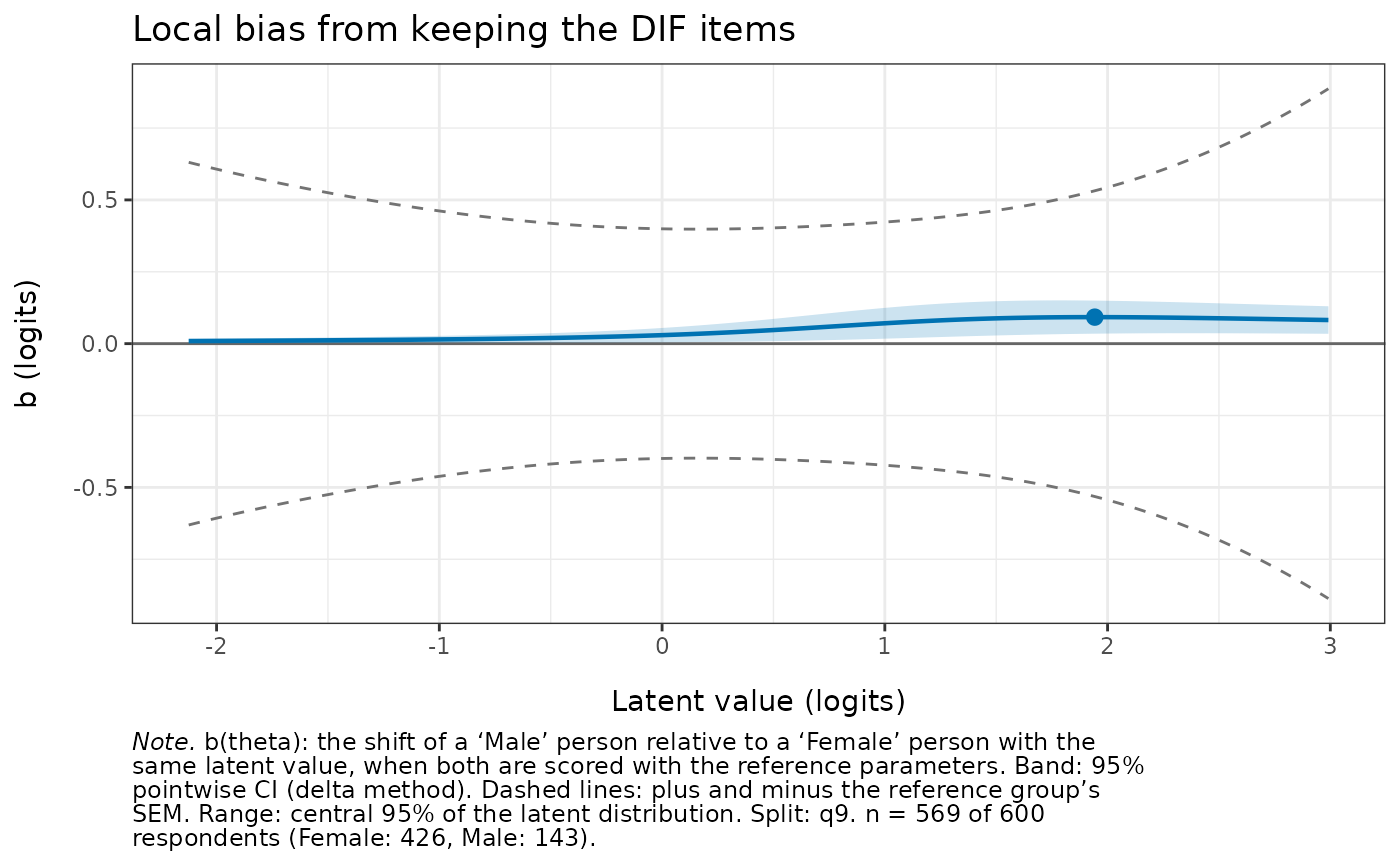 Local bias from keeping the DIF items
b (logits)
0.5
0.0
-0.5
-2
-1
0
1
2
3
Latent value (logits)
Note. b(theta): the shift of a ‘Male’ person relative to a ‘Female’ person with the
same latent value, when both are scored with the reference parameters. Band: 95%
pointwise CI (delta method). Dashed lines: plus and minus the reference group’s
SEM. Range: central 95% of the latent distribution. Split: q9. n = 569 of 600
respondents (Female: 426, Male: 143).